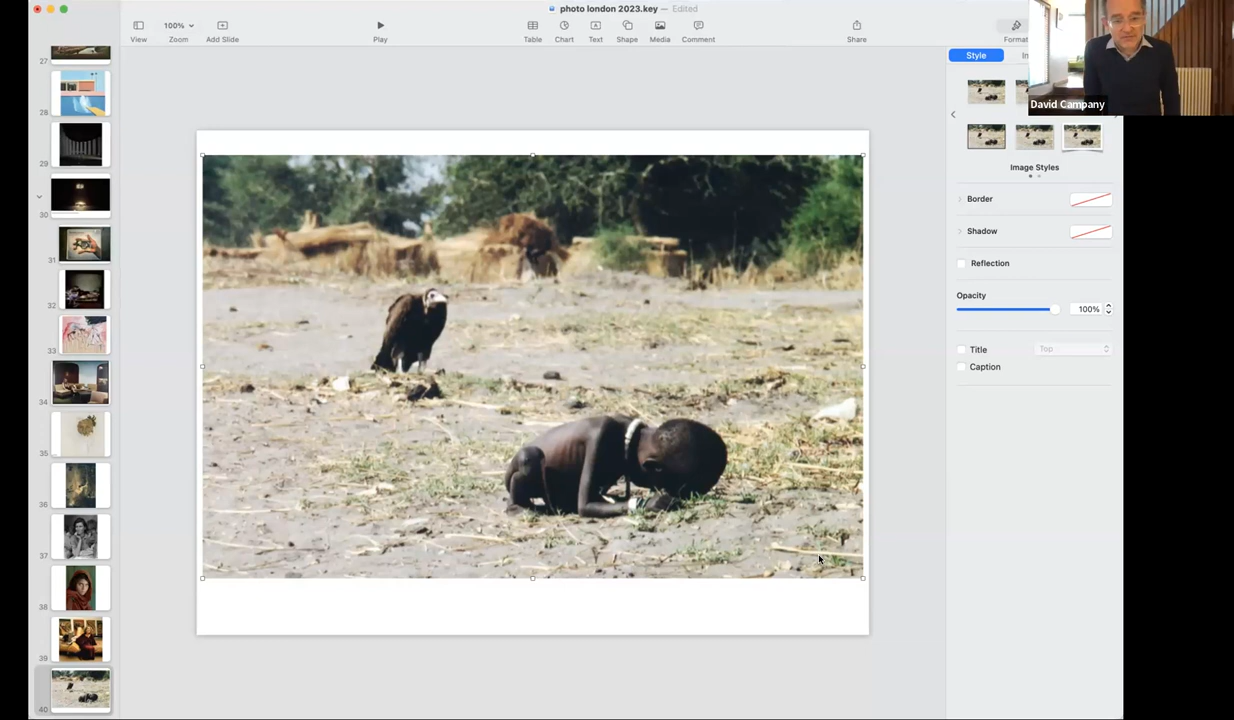 photo london 2023.key — Edited
100%
View
Zoom
Add Slide
Play
Table
Chart
Text
Shape
Media
Comment
Share
Format
David Campany
Style
Image Styles
Border
Shadow
Reflection
Opacity
100%
Title
Top
Caption
27
28
29
30
31
32
33
34
35
36
37
38
39
40